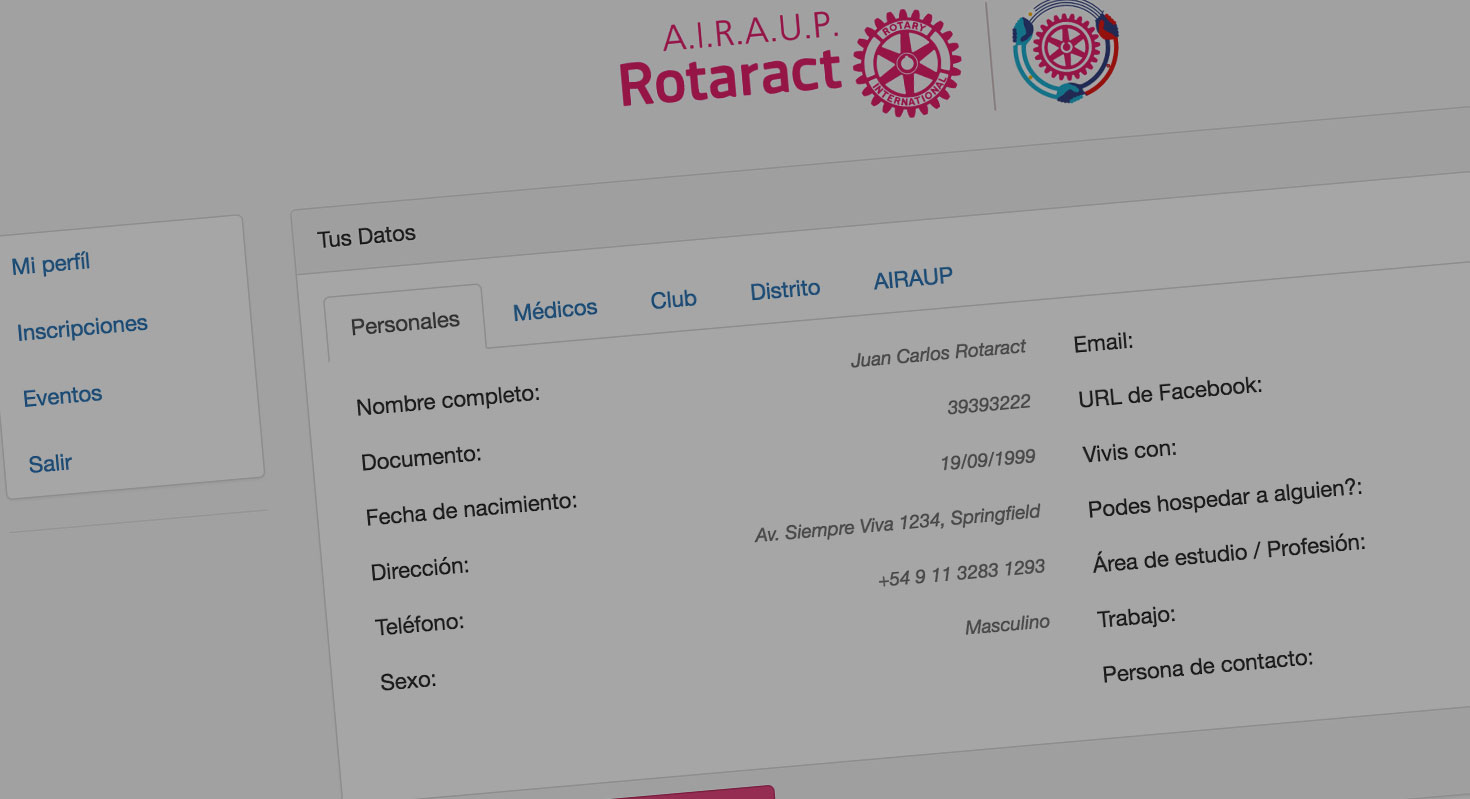 A.I.R.A.U.P.
Rotaract
ROTARY
INTERNATIONAL
Mi perfíl
Inscripciones
Eventos
Salir
Tus Datos
Personales Médicos Club Distrito AIRAUP
Nombre completo: Juan Carlos Rotaract
Documento: 39393222
Fecha de nacimiento: 19/09/1999
Dirección: Av. Siempre Viva 1234, Springfield
Teléfono: +54 9 11 3283 1293
Sexo: Masculino
Email:
URL de Facebook:
Vivis con:
Podes hospedar a alguien?:
Área de estudio / Profesión:
Trabajo:
Persona de contacto: